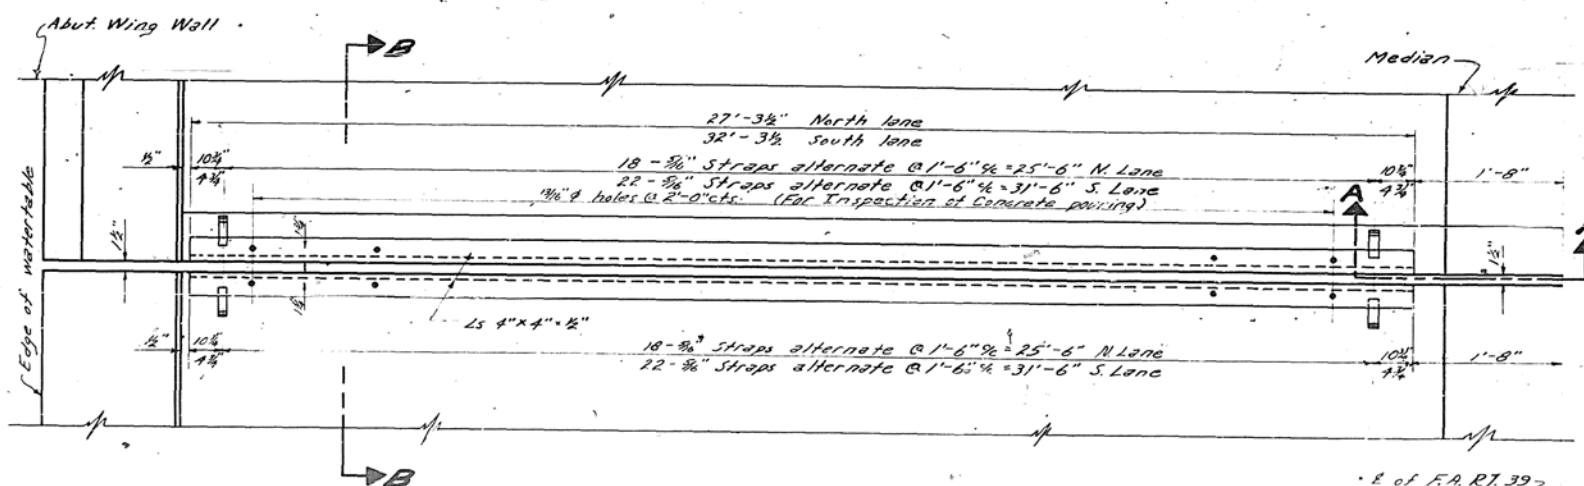 Abut. Wing Wall
B
Median
27'-3½" North lane
32'-3½ South lane
½"
10¾"
4¾"
18 - 5/16" Straps alternate @ 1'-6" c/c = 25'-6" N. Lane
22 - 5/16" Straps alternate @ 1'-6" c/c = 31'-6" S. Lane
10¾"
4¾"
1'-8"
13/16" φ holes @ 2'-0" cts. (For Inspection of Concrete pouring)
A
Edge of watertable
1½"
1½"
1½"
Ls 4" x 4" x ½"
½"
4¾"
18 - 5/16" Straps alternate @ 1'-6" c/c = 25'-6" N. Lane
22 - 5/16" Straps alternate @ 1'-6" c/c = 31'-6" S. Lane
10¾"
4¾"
1'-8"
B
℄ of F.A. RT. 39